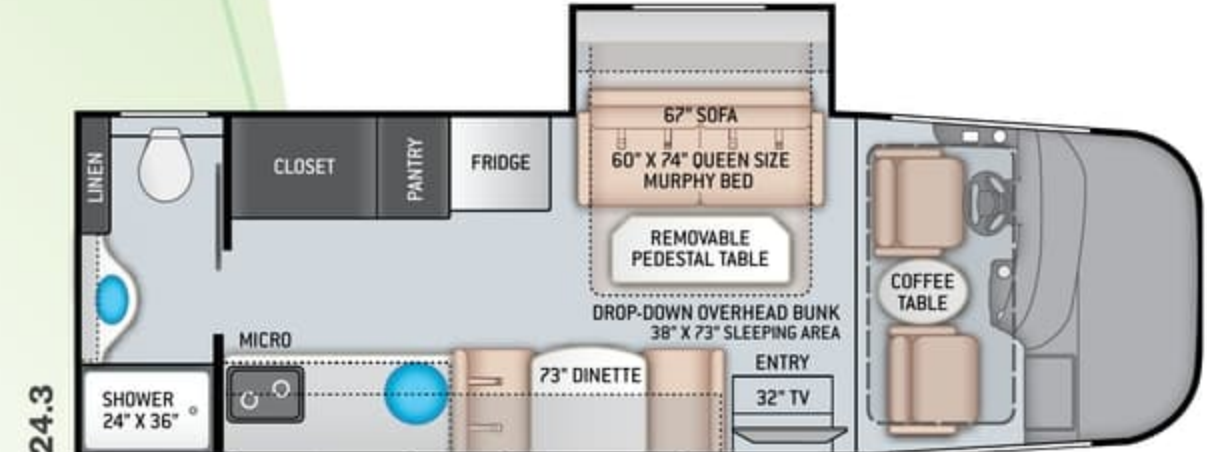 LINEN
CLOSET
PANTRY
FRIDGE
67" SOFA
60" X 74" QUEEN SIZE
MURPHY BED
REMOVABLE
PEDESTAL TABLE
COFFEE
TABLE
DROP-DOWN OVERHEAD BUNK
38" X 73" SLEEPING AREA
MICRO
ENTRY
73" DINETTE
32" TV
SHOWER
24" X 36"
24.3